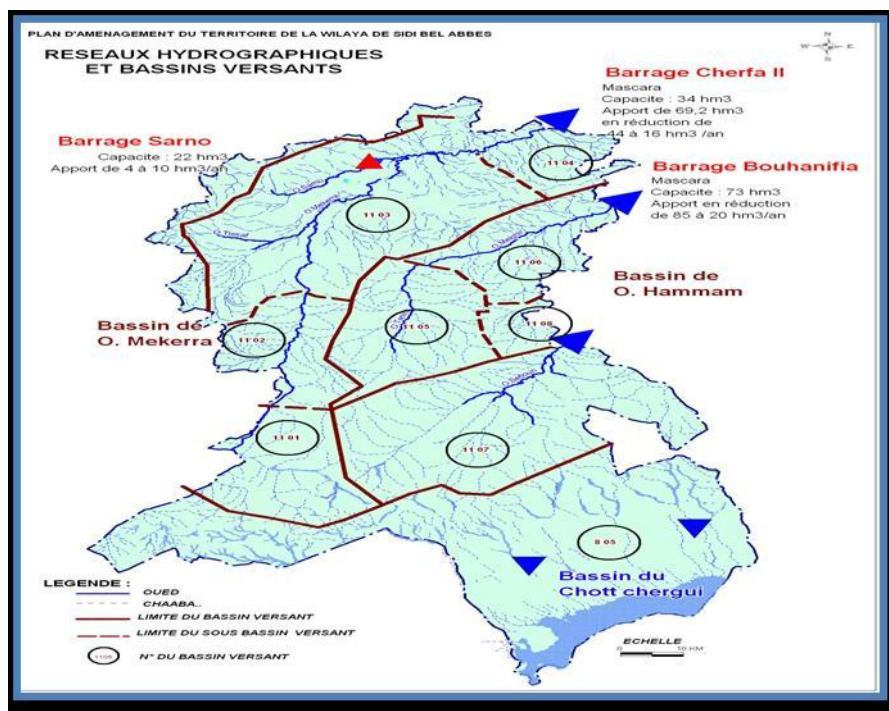 PLAN D'AMENAGEMENT DU TERRITOIRE DE LA WILAYA DE SIDI BEL ABBES
RESEAUX HYDROGRAPHIQUES
ET BASSINS VERSANTS
N
W
E
S
Barrage Cherfa II
Mascara
Capacite : 34 hm3
Apport de 69,2 hm3
en réduction de
44 à 16 hm3 /an
Barrage Sarno
Capacite : 22 hm3
Apport de 4 à 10 hm3/an
11 04
Barrage Bouhanifia
Mascara
Capacite : 73 hm3
Apport en réduction
de 85 à 20 hm3/an
11 03
11 06
Bassin de
O. Hammam
Bassin de
O. Mekerra
11 02
11 05
11 08
11 01
11 07
8 05
Bassin du
Chott chergui
LEGENDE :
OUED
CHAABA..
LIMITE DU BASSIN VERSANT
LIMITE DU SOUS BASSIN VERSANT
N° DU BASSIN VERSANT
ECHELLE
0 10 KM